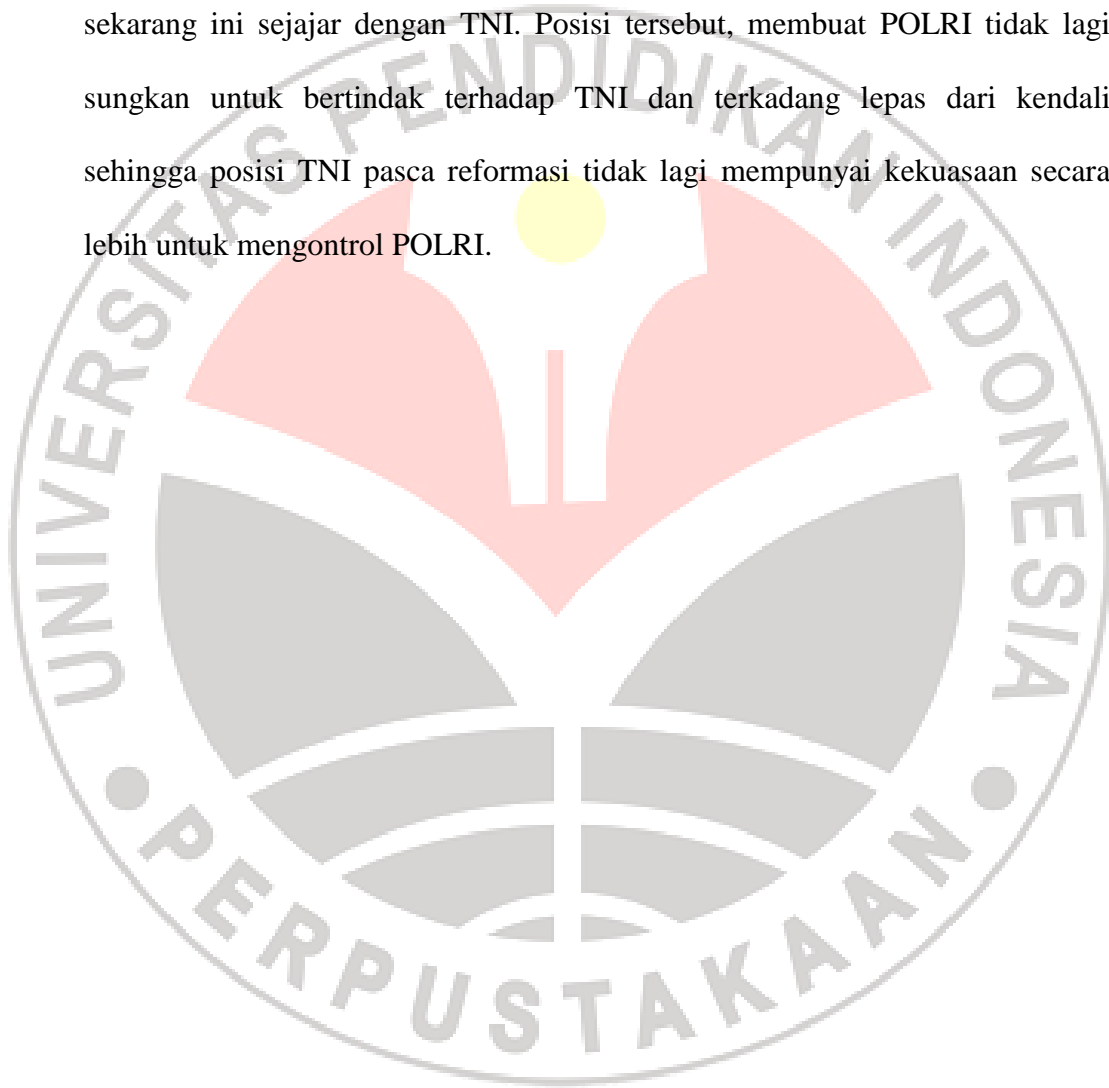 sekarang ini sejajar dengan TNI. Posisi tersebut, membuat POLRI tidak lagi
sungkan untuk bertindak terhadap TNI dan terkadang lepas dari kendali
sehingga posisi TNI pasca reformasi tidak lagi mempunyai kekuasaan secara
lebih untuk mengontrol POLRI.
UNIVERSITAS PENDIDIKAN INDONESIA
PERPUSTAKAAN